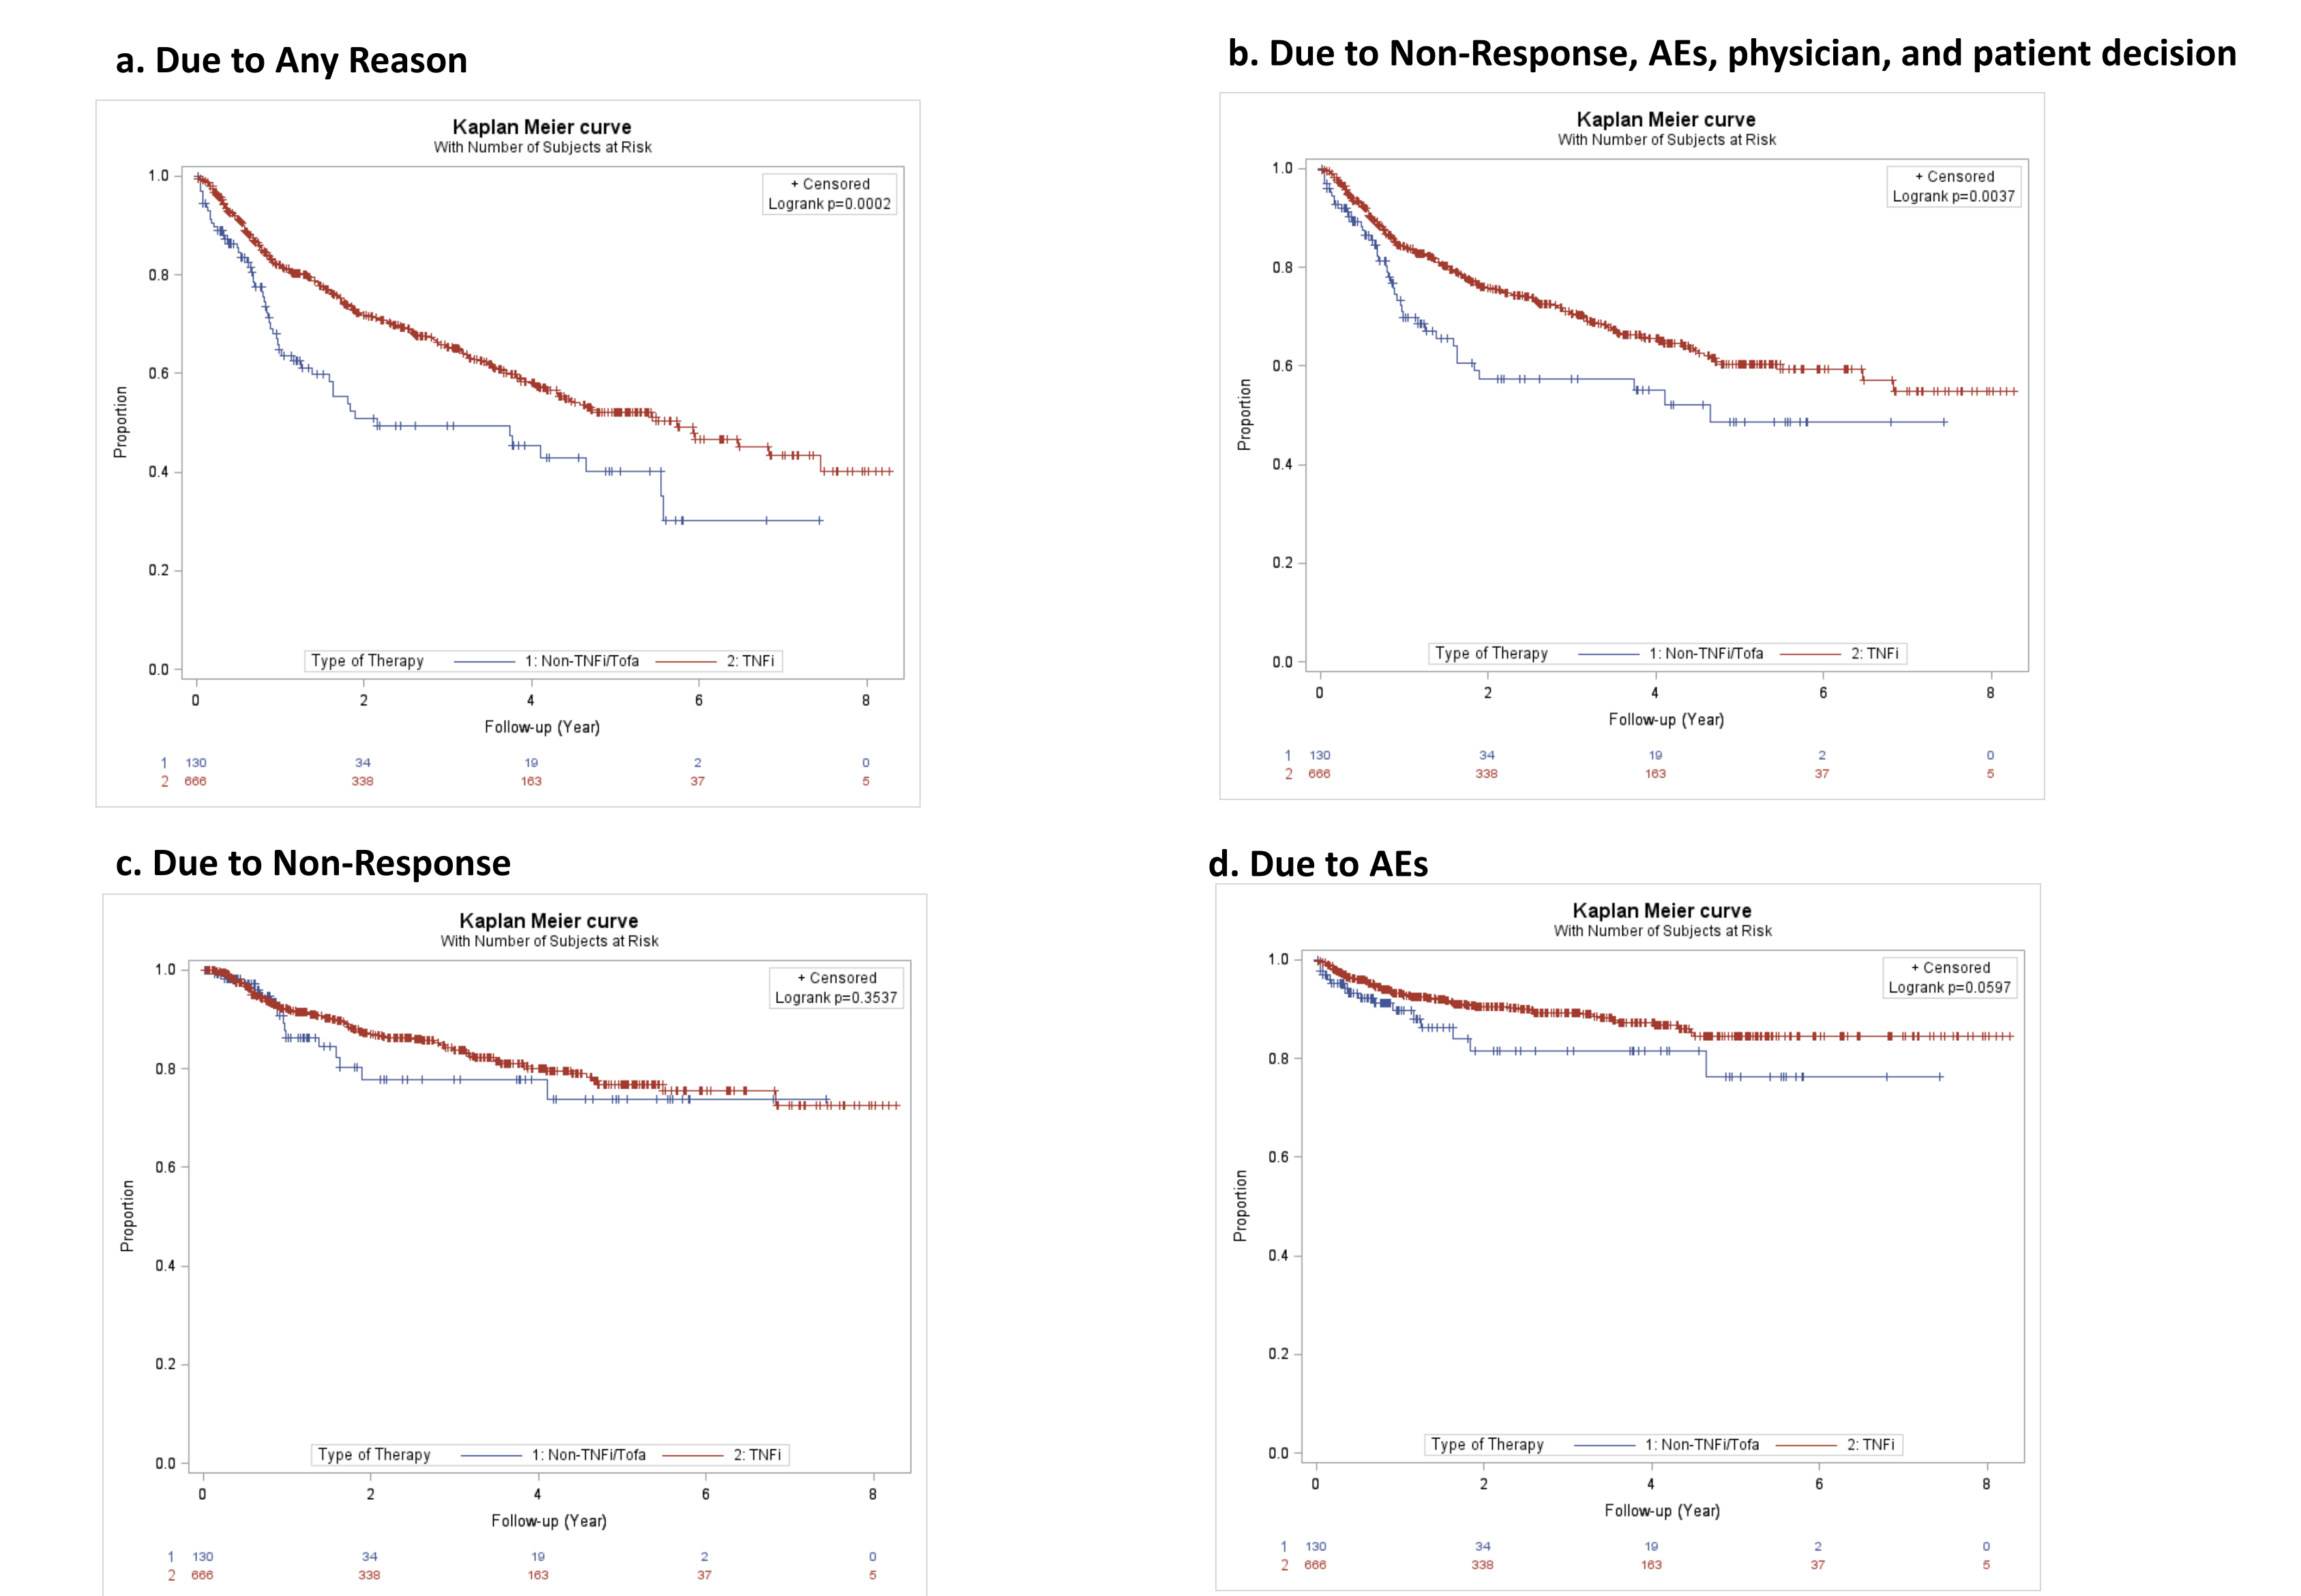 a. Due to Any Reason
Kaplan Meier curve
With Number of Subjects at Risk
+ Censored
Logrank p=0.0002
1.0
0.8
0.6
0.4
0.2
0.0
Proportion
Type of Therapy 1: Non-TNFi/Tofa 2: TNFi
0 2 4 6 8
Follow-up (Year)
1 130 34 19 2 0
2 666 338 163 37 5
b. Due to Non-Response, AEs, physician, and patient decision
Kaplan Meier curve
With Number of Subjects at Risk
+ Censored
Logrank p=0.0037
1.0
0.8
0.6
0.4
0.2
0.0
Proportion
Type of Therapy 1: Non-TNFi/Tofa 2: TNFi
0 2 4 6 8
Follow-up (Year)
1 130 34 19 2 0
2 666 338 163 37 5
c. Due to Non-Response
Kaplan Meier curve
With Number of Subjects at Risk
+ Censored
Logrank p=0.3537
1.0
0.8
0.6
0.4
0.2
0.0
Proportion
Type of Therapy 1: Non-TNFi/Tofa 2: TNFi
0 2 4 6 8
Follow-up (Year)
1 130 34 19 2 0
2 666 338 163 37 5
d. Due to AEs
Kaplan Meier curve
With Number of Subjects at Risk
+ Censored
Logrank p=0.0597
1.0
0.8
0.6
0.4
0.2
0.0
Proportion
Type of Therapy 1: Non-TNFi/Tofa 2: TNFi
0 2 4 6 8
Follow-up (Year)
1 130 34 19 2 0
2 666 338 163 37 5